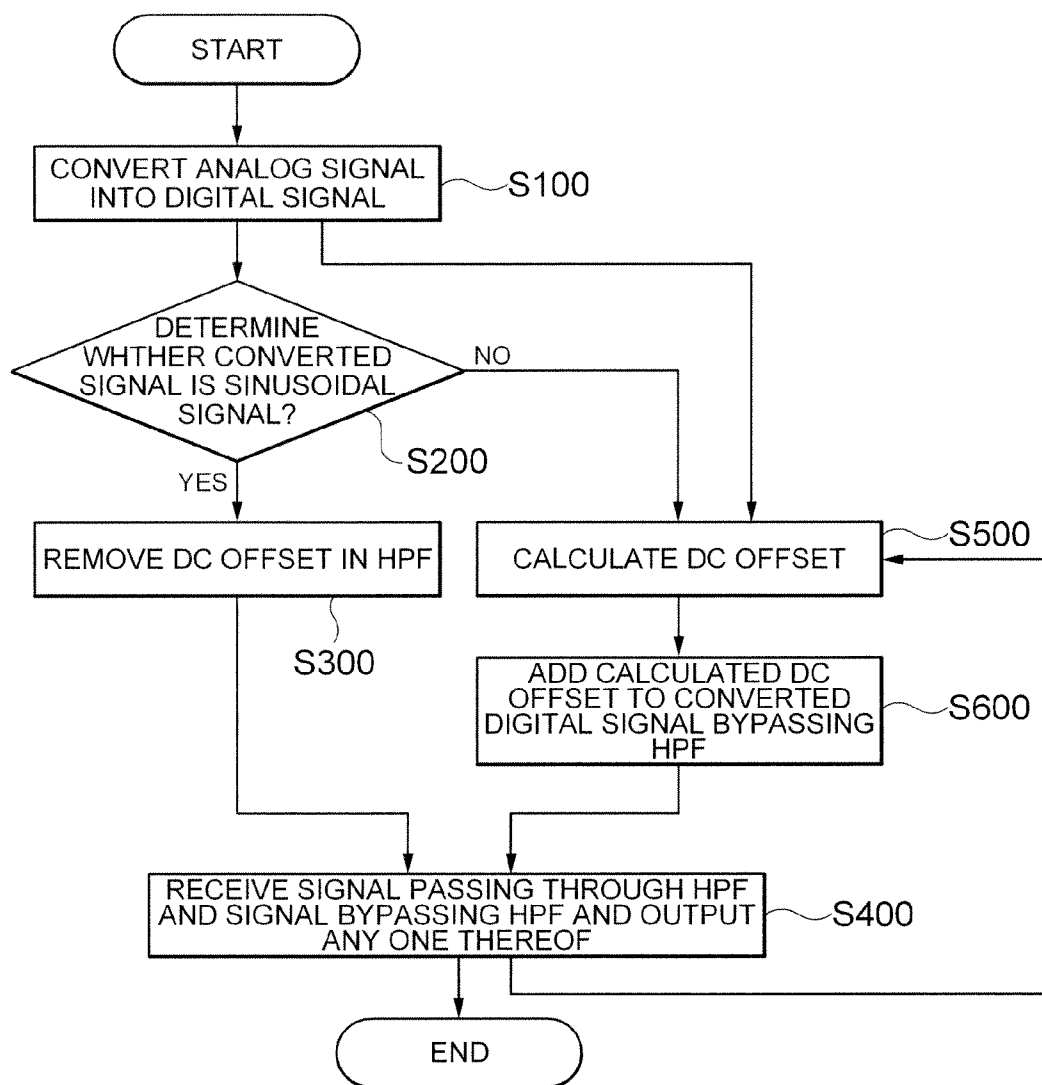 START
CONVERT ANALOG SIGNAL
INTO DIGITAL SIGNAL
S100
DETERMINE
WHTHER CONVERTED
SIGNAL IS SINUSOIDAL
SIGNAL?
NO
S200
YES
REMOVE DC OFFSET IN HPF
S300
CALCULATE DC OFFSET
S500
ADD CALCULATED DC
OFFSET TO CONVERTED
DIGITAL SIGNAL BYPASSING
HPF
S600
RECEIVE SIGNAL PASSING THROUGH HPF
AND SIGNAL BYPASSING HPF AND OUTPUT
ANY ONE THEREOF
S400
END